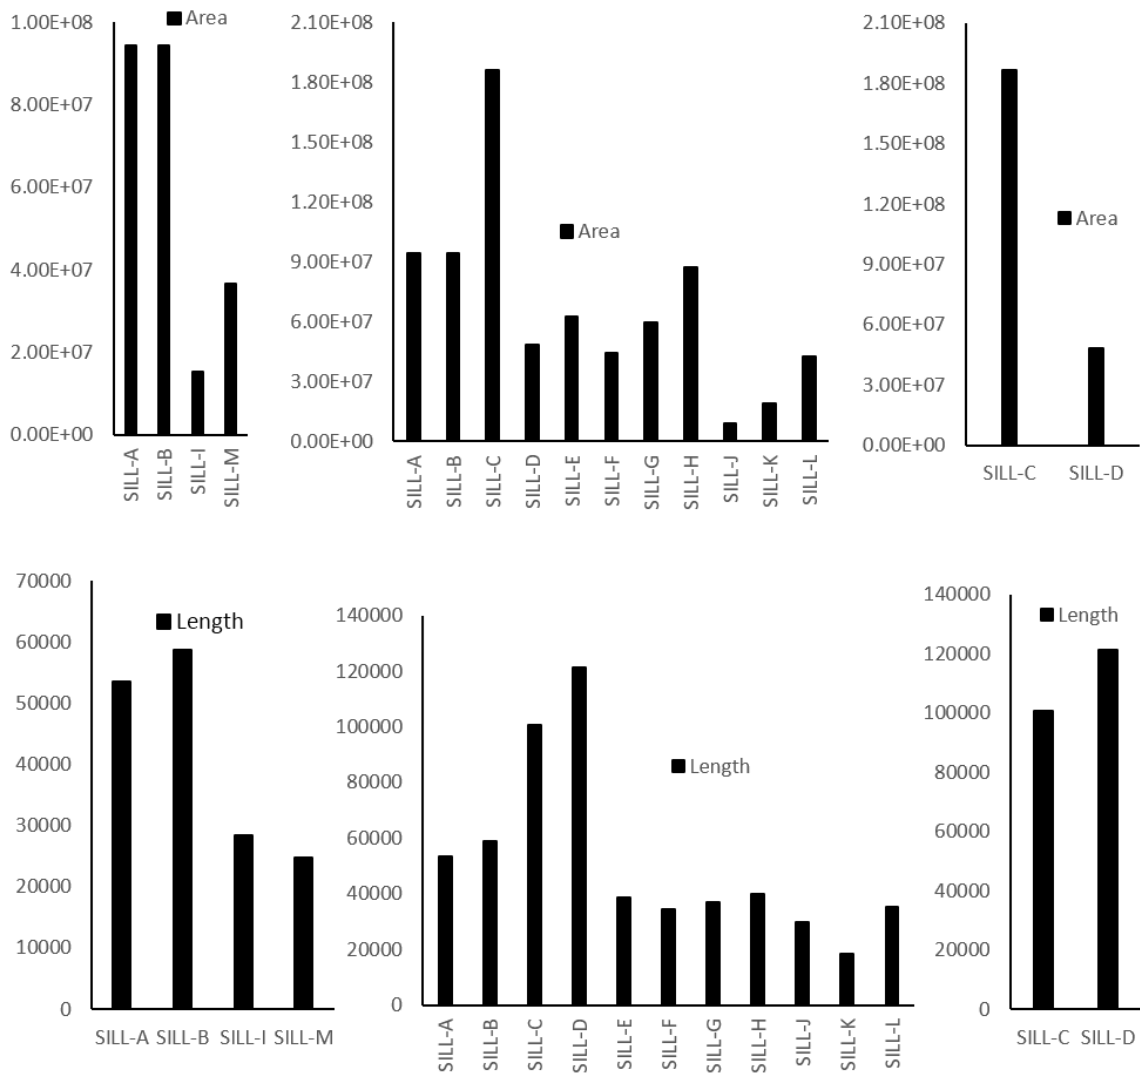 Area
1.00E+08
8.00E+07
6.00E+07
4.00E+07
2.00E+07
0.00E+00
SILL-A
SILL-B
SILL-I
SILL-M
2.10E+08
1.80E+08
1.50E+08
1.20E+08
9.00E+07
6.00E+07
3.00E+07
0.00E+00
Area
SILL-A
SILL-B
SILL-C
SILL-D
SILL-E
SILL-F
SILL-G
SILL-H
SILL-J
SILL-K
SILL-L
2.10E+08
1.80E+08
1.50E+08
1.20E+08
9.00E+07
6.00E+07
3.00E+07
0.00E+00
Area
SILL-C SILL-D
70000
60000
50000
40000
30000
20000
10000
0
Length
SILL-A SILL-B SILL-I SILL-M
140000
120000
100000
80000
60000
40000
20000
0
Length
SILL-A
SILL-B
SILL-C
SILL-D
SILL-E
SILL-F
SILL-G
SILL-H
SILL-J
SILL-K
SILL-L
140000
120000
100000
80000
60000
40000
20000
0
Length
SILL-C SILL-D